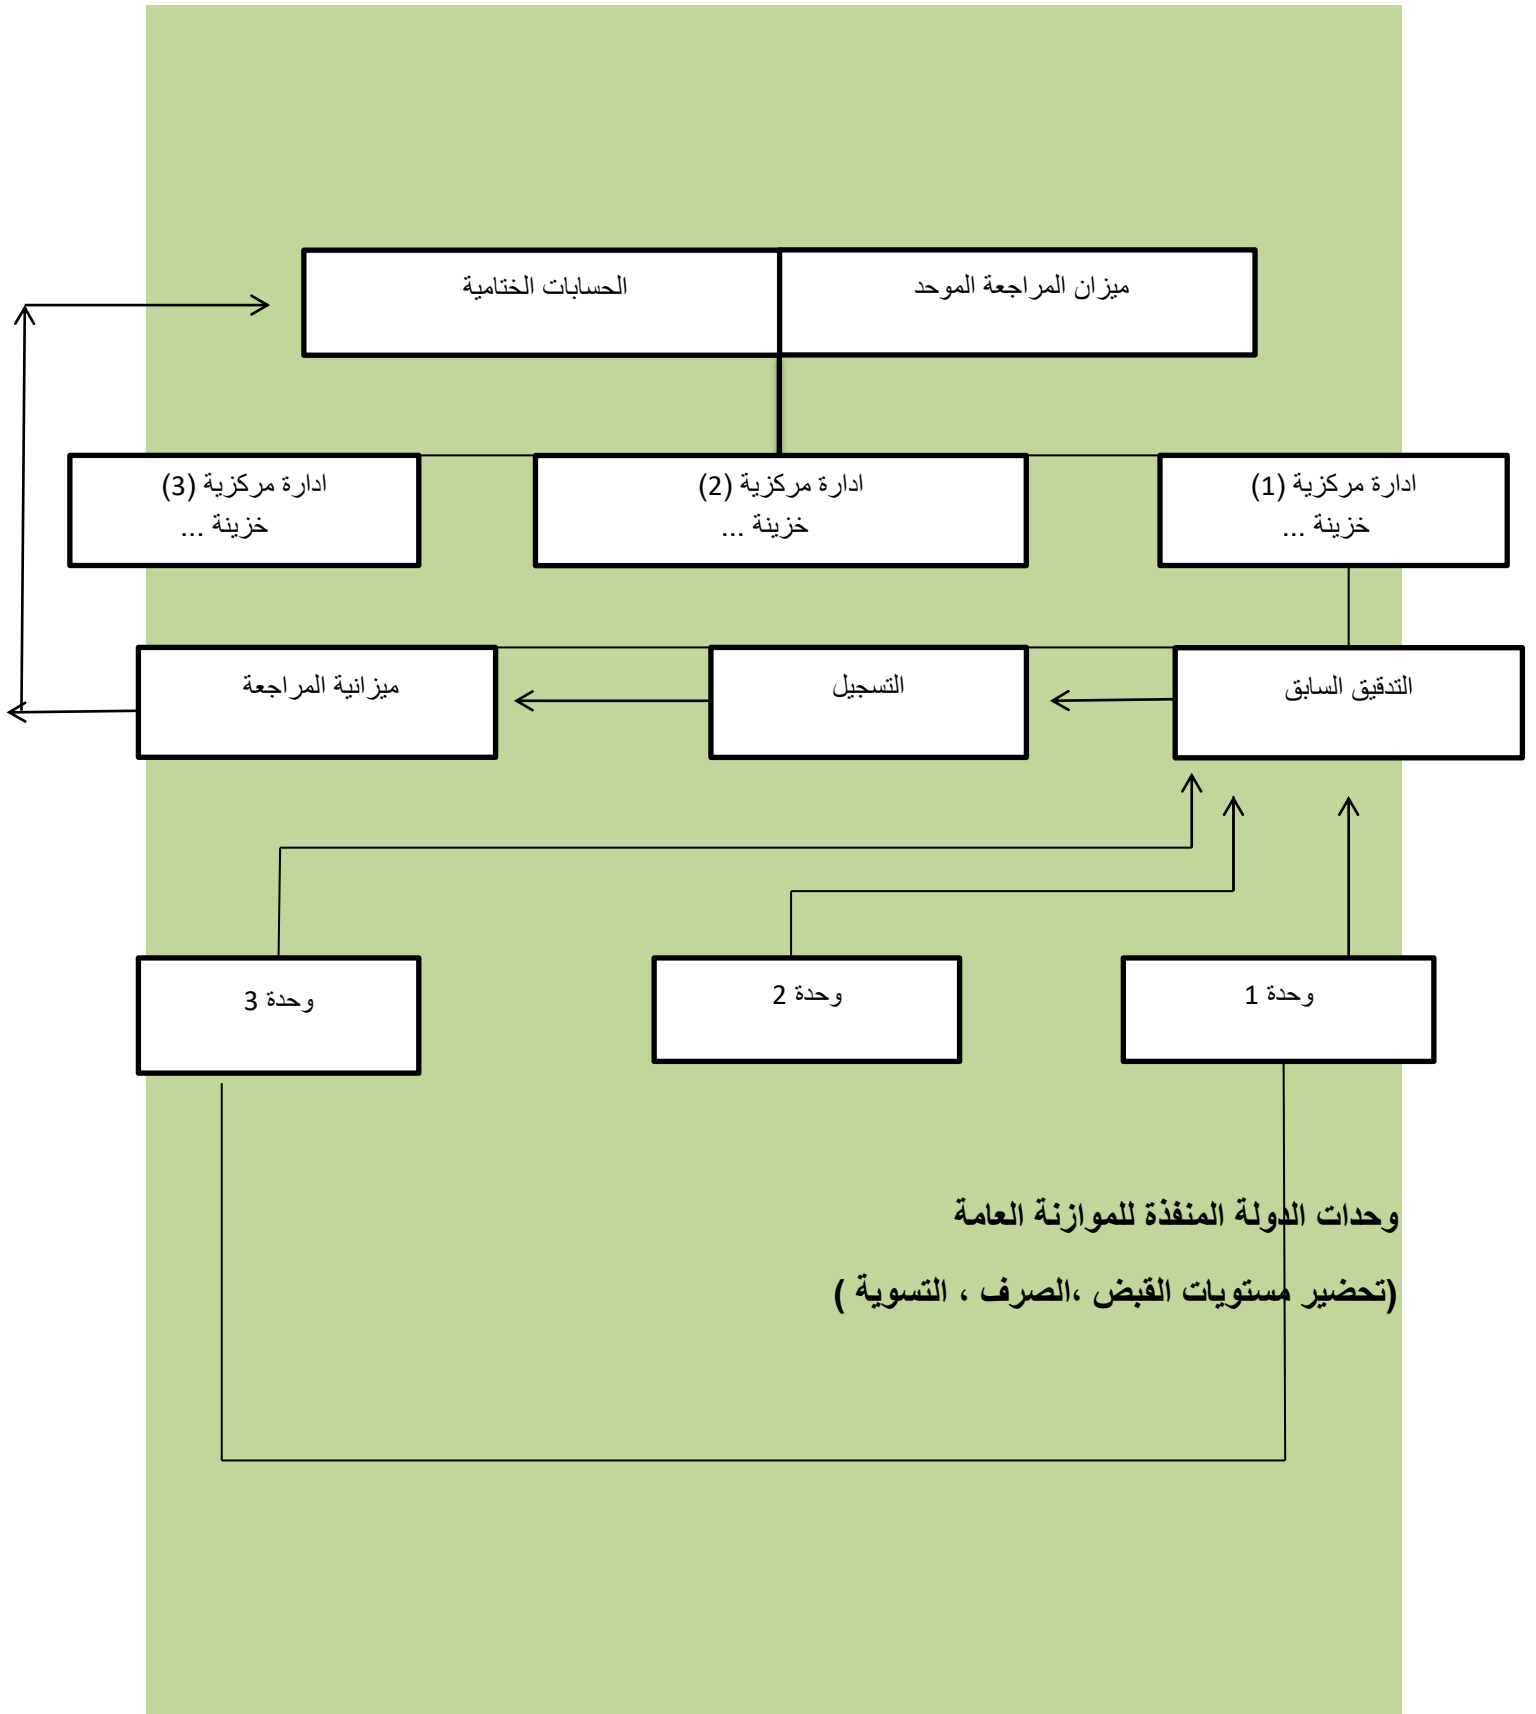 ميزان المراجعة الموحد
الحسابات الختامية
ادارة مركزية (1)
خزينة ...
ادارة مركزية (2)
خزينة ...
ادارة مركزية (3)
خزينة ...
التدقيق السابق
التسجيل
ميزانية المراجعة
وحدة 1
وحدة 2
وحدة 3
وحدات الدولة المنفذة للموازنة العامة
(تحضير مستويات القبض ،الصرف ، التسوية )